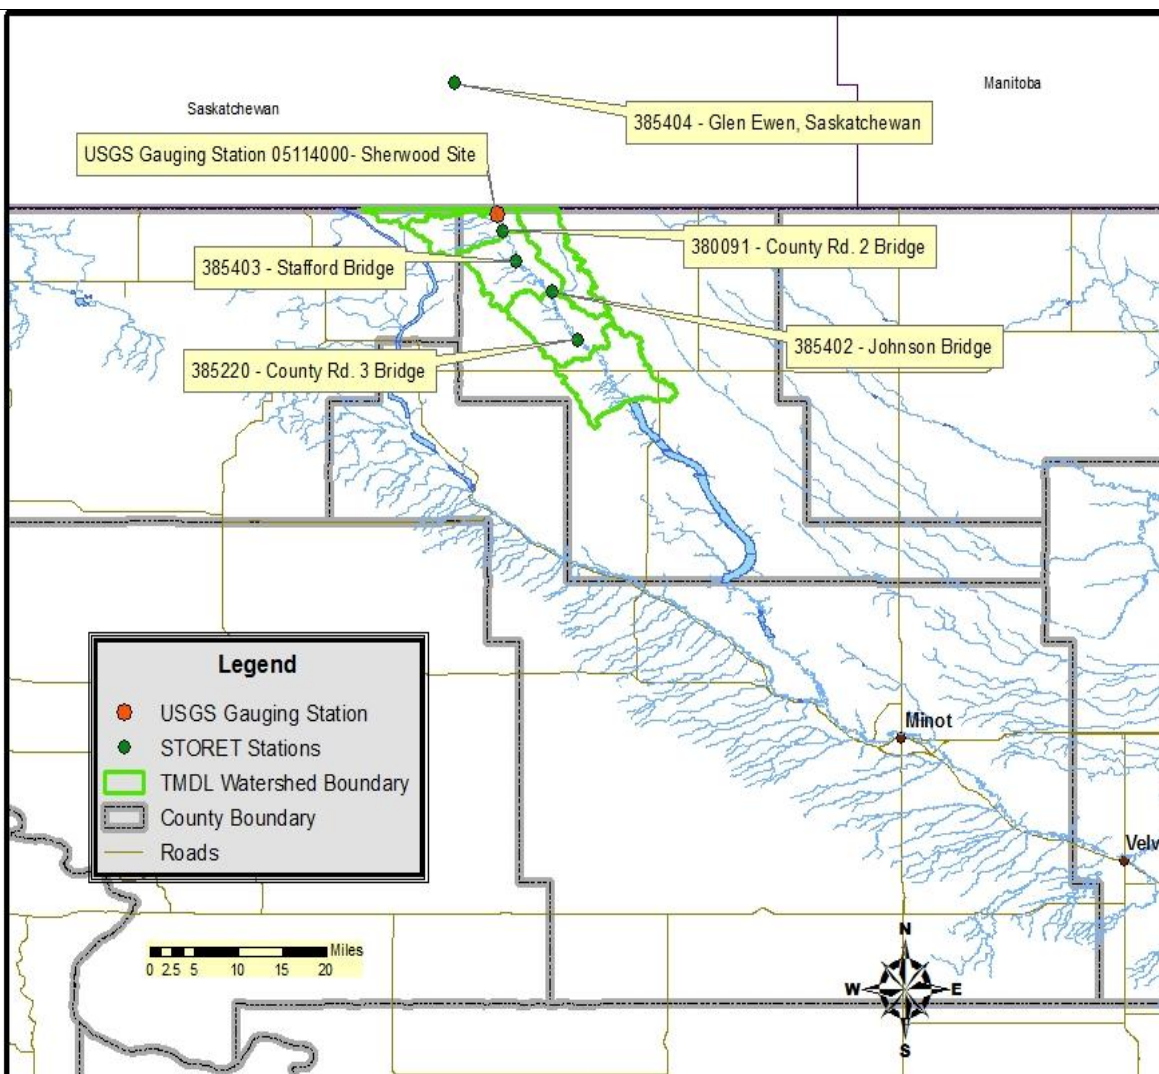 Saskatchewan
Manitoba
385404 - Glen Ewen, Saskatchewan
USGS Gauging Station 05114000- Sherwood Site
380091 - County Rd. 2 Bridge
385403 - Stafford Bridge
385402 - Johnson Bridge
385220 - County Rd. 3 Bridge
Legend
USGS Gauging Station
STORET Stations
TMDL Watershed Boundary
County Boundary
Roads
Minot
Velv
Miles
0 2.5 5 10 15 20
N
W E
S